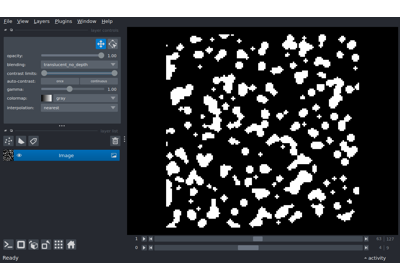 File View Layers Plugins Window Help
opacity: 1.00
blending: translucent_no_depth
contrast limits:
auto-contrast: once continuous
gamma: 1.00
colormap: gray
interpolation: nearest
image
1
0
Ready
activity